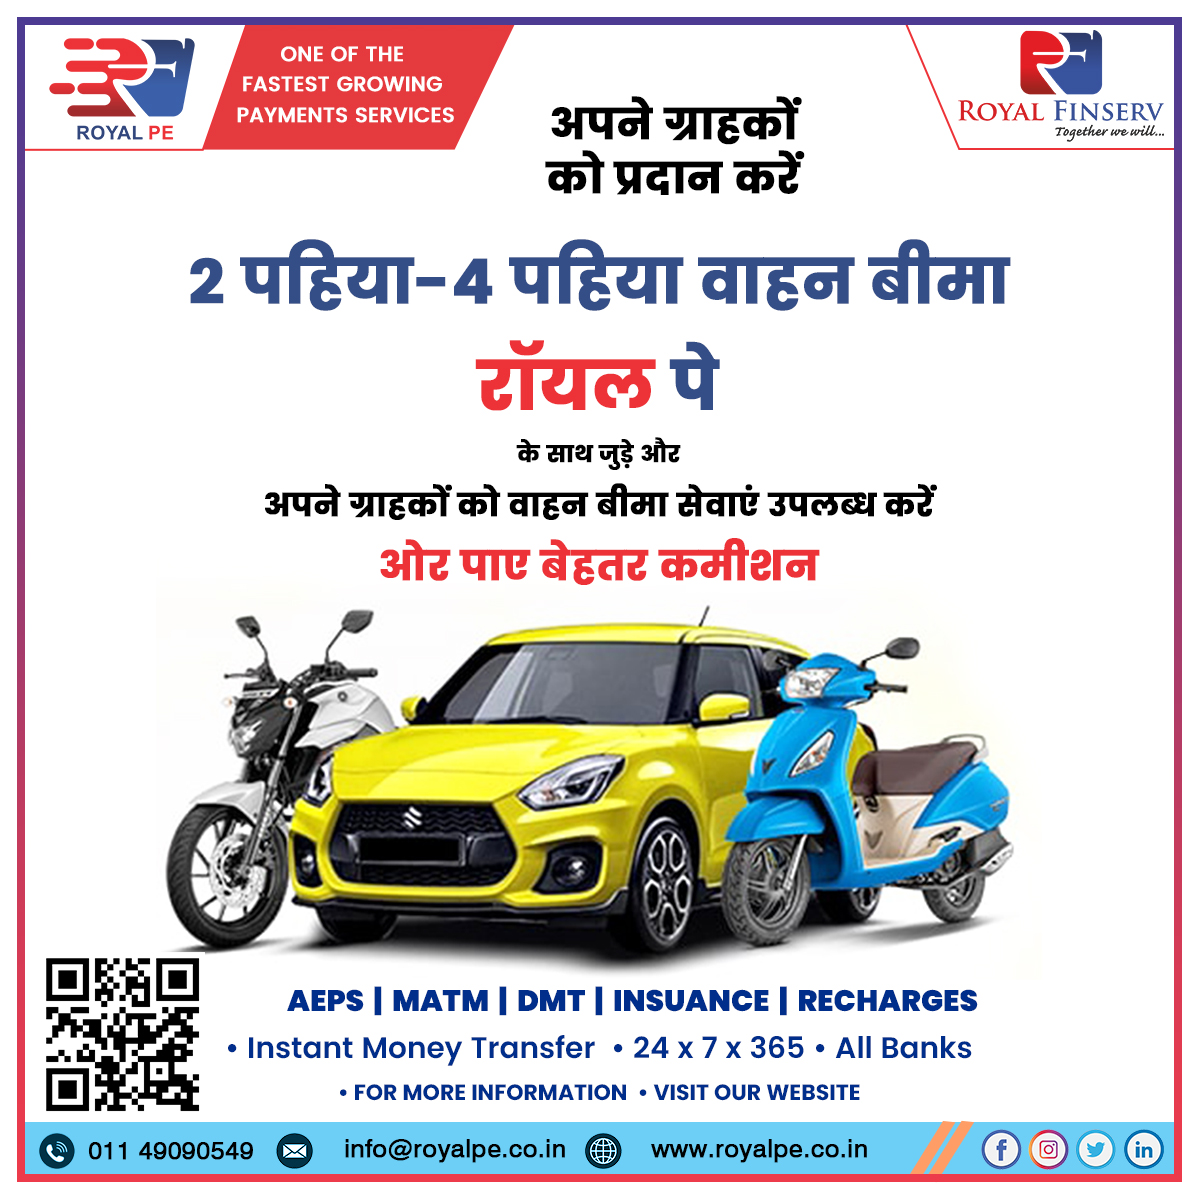 ROYAL PE
ONE OF THE
FASTEST GROWING
PAYMENTS SERVICES
ROYAL FINSERV
Together we will...
अपने ग्राहकों
को प्रदान करें
2 पहिया-4 पहिया वाहन बीमा
रॉयल पे
के साथ जुड़े और
अपने ग्राहकों को वाहन बीमा सेवाएं उपलब्ध करें
ओर पाए बेहतर कमीशन
AEPS | MATM | DMT | INSUANCE | RECHARGES
• Instant Money Transfer • 24 x 7 x 365 • All Banks
• FOR MORE INFORMATION • VISIT OUR WEBSITE
011 49090549 info@royalpe.co.in www.royalpe.co.in